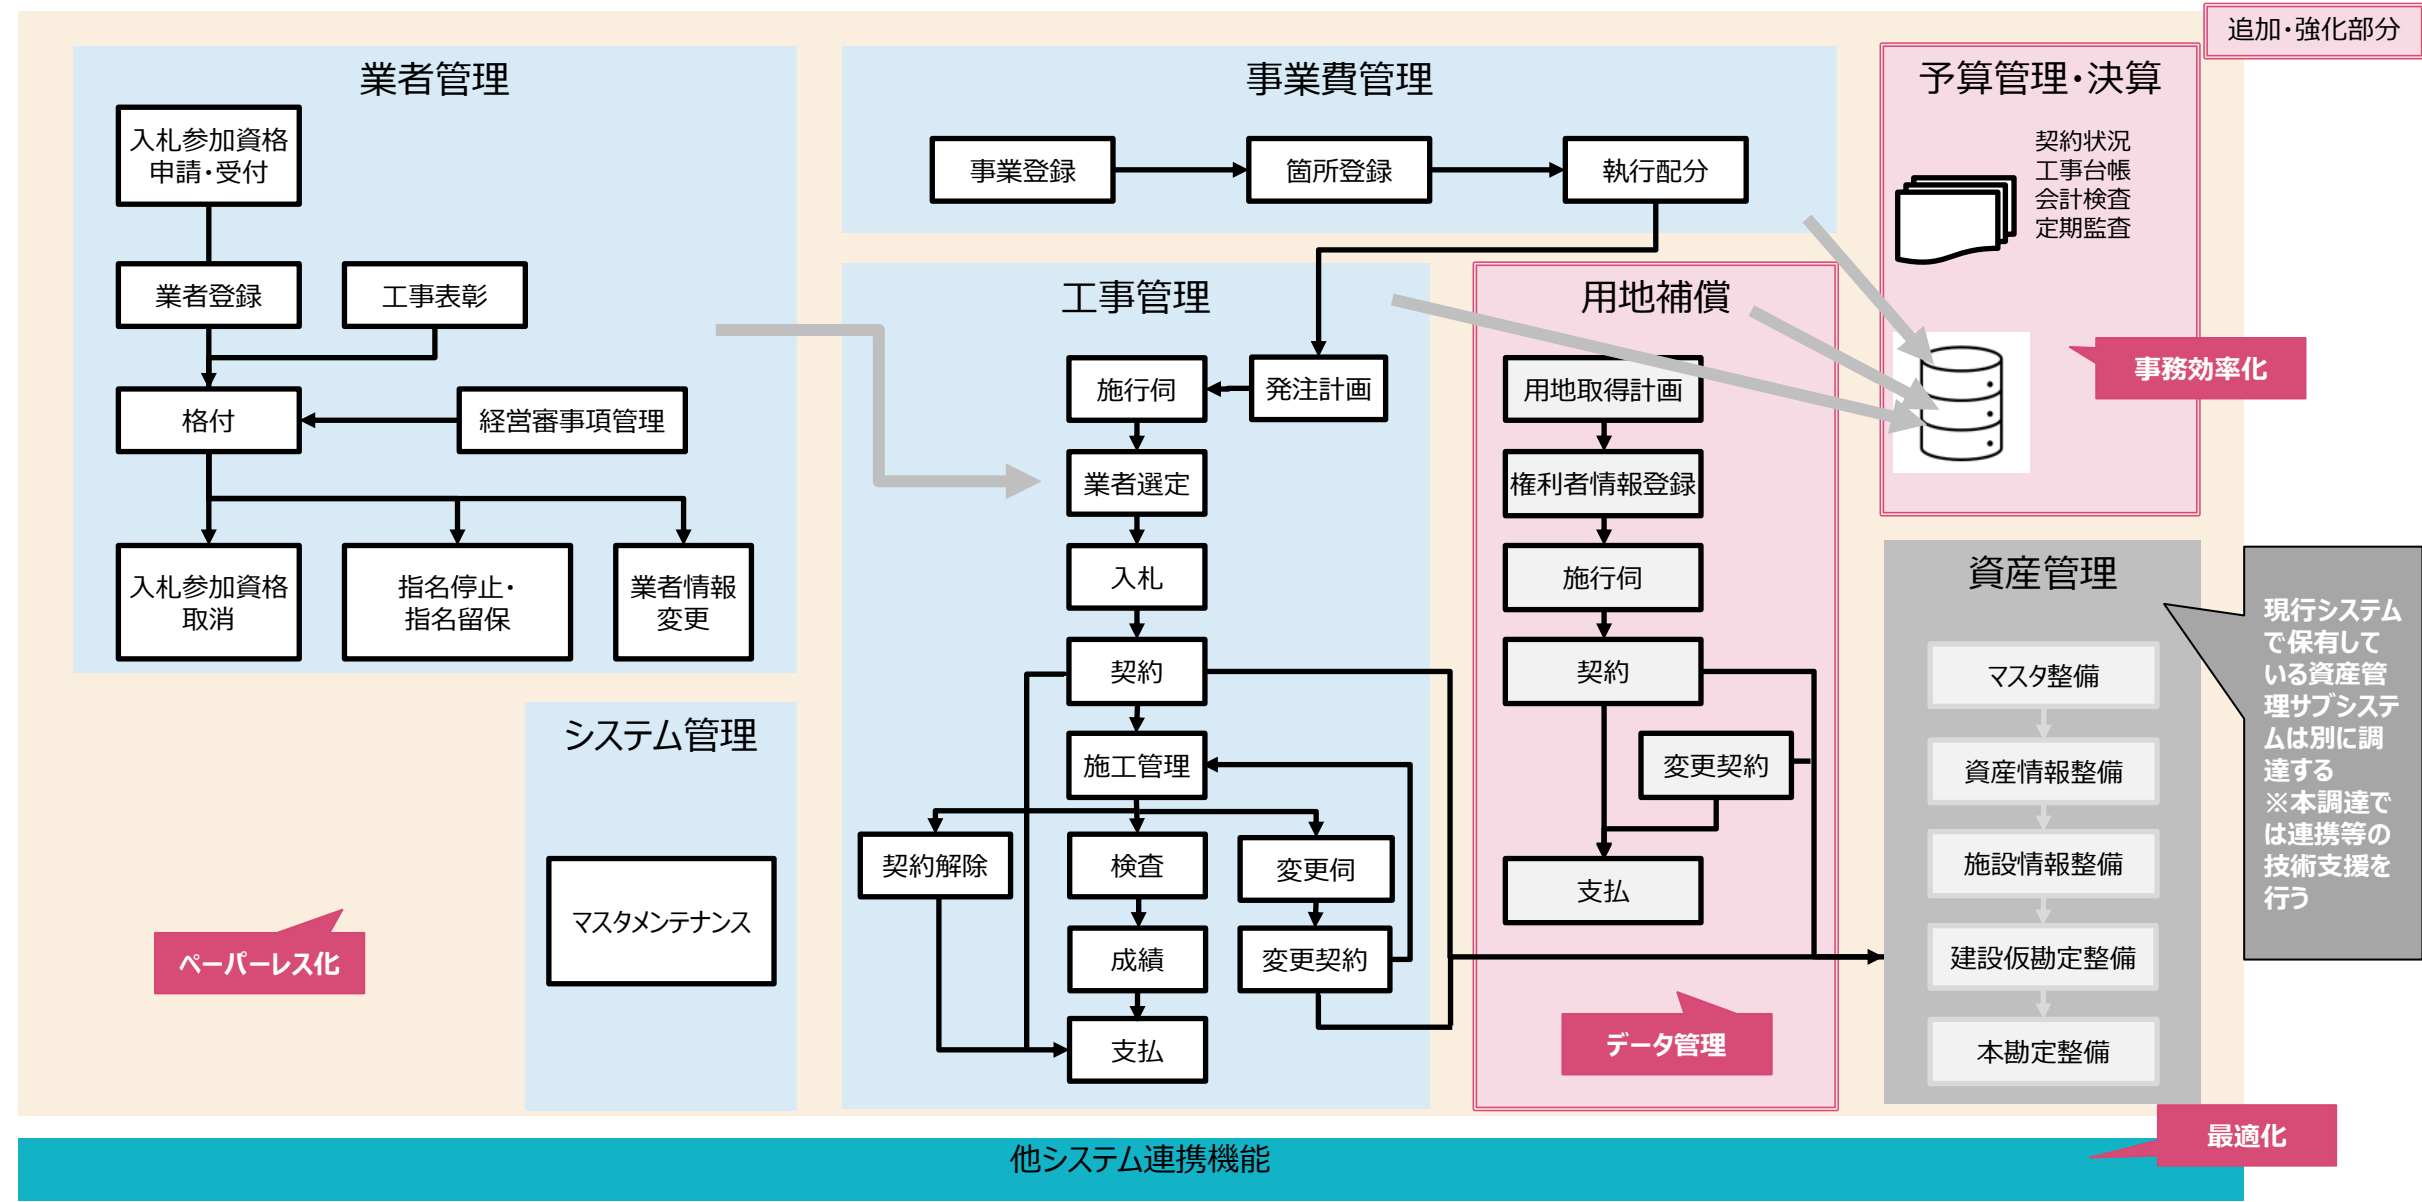 追加・強化部分
業者管理
入札参加資格
申請・受付
業者登録
工事表彰
格付
経営審事項管理
入札参加資格
取消
指名停止・
指名留保
業者情報
変更
システム管理
マスタメンテナンス
ペーパーレス化
事業費管理
事業登録
箇所登録
執行配分
工事管理
施行伺
発注計画
業者選定
入札
契約
施工管理
契約解除
検査
変更伺
成績
変更契約
支払
用地補償
用地取得計画
権利者情報登録
施行伺
契約
変更契約
支払
データ管理
予算管理・決算
契約状況
工事台帳
会計検査
定期監査
事務効率化
資産管理
マスタ整備
資産情報整備
施設情報整備
建設仮勘定整備
本勘定整備
現行システム
で保有して
いる資産管
理サブシステ
ムは別に調
達する
※本調達で
は連携等の
技術支援を
行う
最適化
他システム連携機能